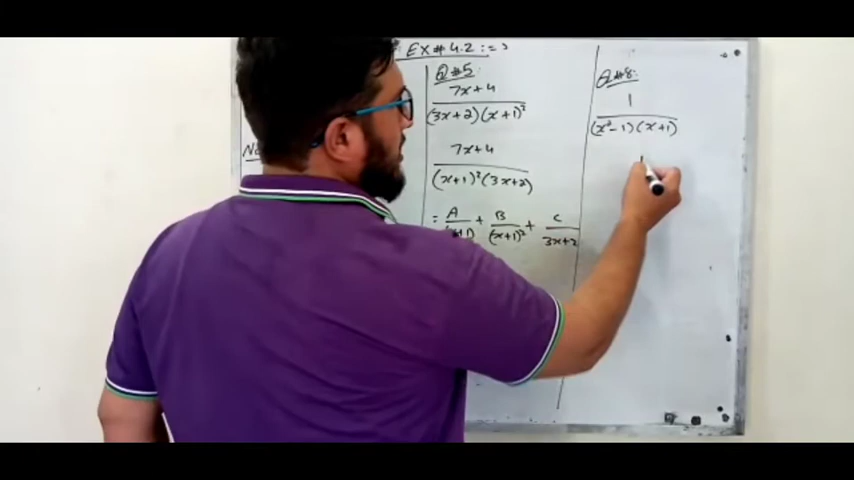 Ex # 4.2 :=>
Q # 5
7x+4
(3x+2)(x+1)²
7x+4
(x+1)²(3x+2)
= A + B + C
(x+1) (x+1)² 3x+2
Q # 8:
1
(x²-1)(x+1)